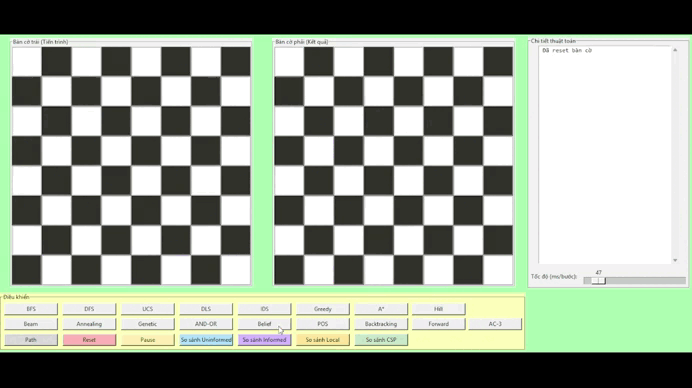 Bàn cờ trái (Tiến trình)
Bàn cờ phải (Kết quả)
Chi tiết thuật toán
Đã reset bàn cờ
Tốc độ (ms/bước):
47
Điều khiển
BFS
DFS
UCS
DLS
IDS
Greedy
A*
Hill
Beam
Annealing
Genetic
AND-OR
Belief
POS
Backtracking
Forward
AC-3
Path
Reset
Pause
So sánh Uninformed
So sánh Informed
So sánh Local
So sánh CSP